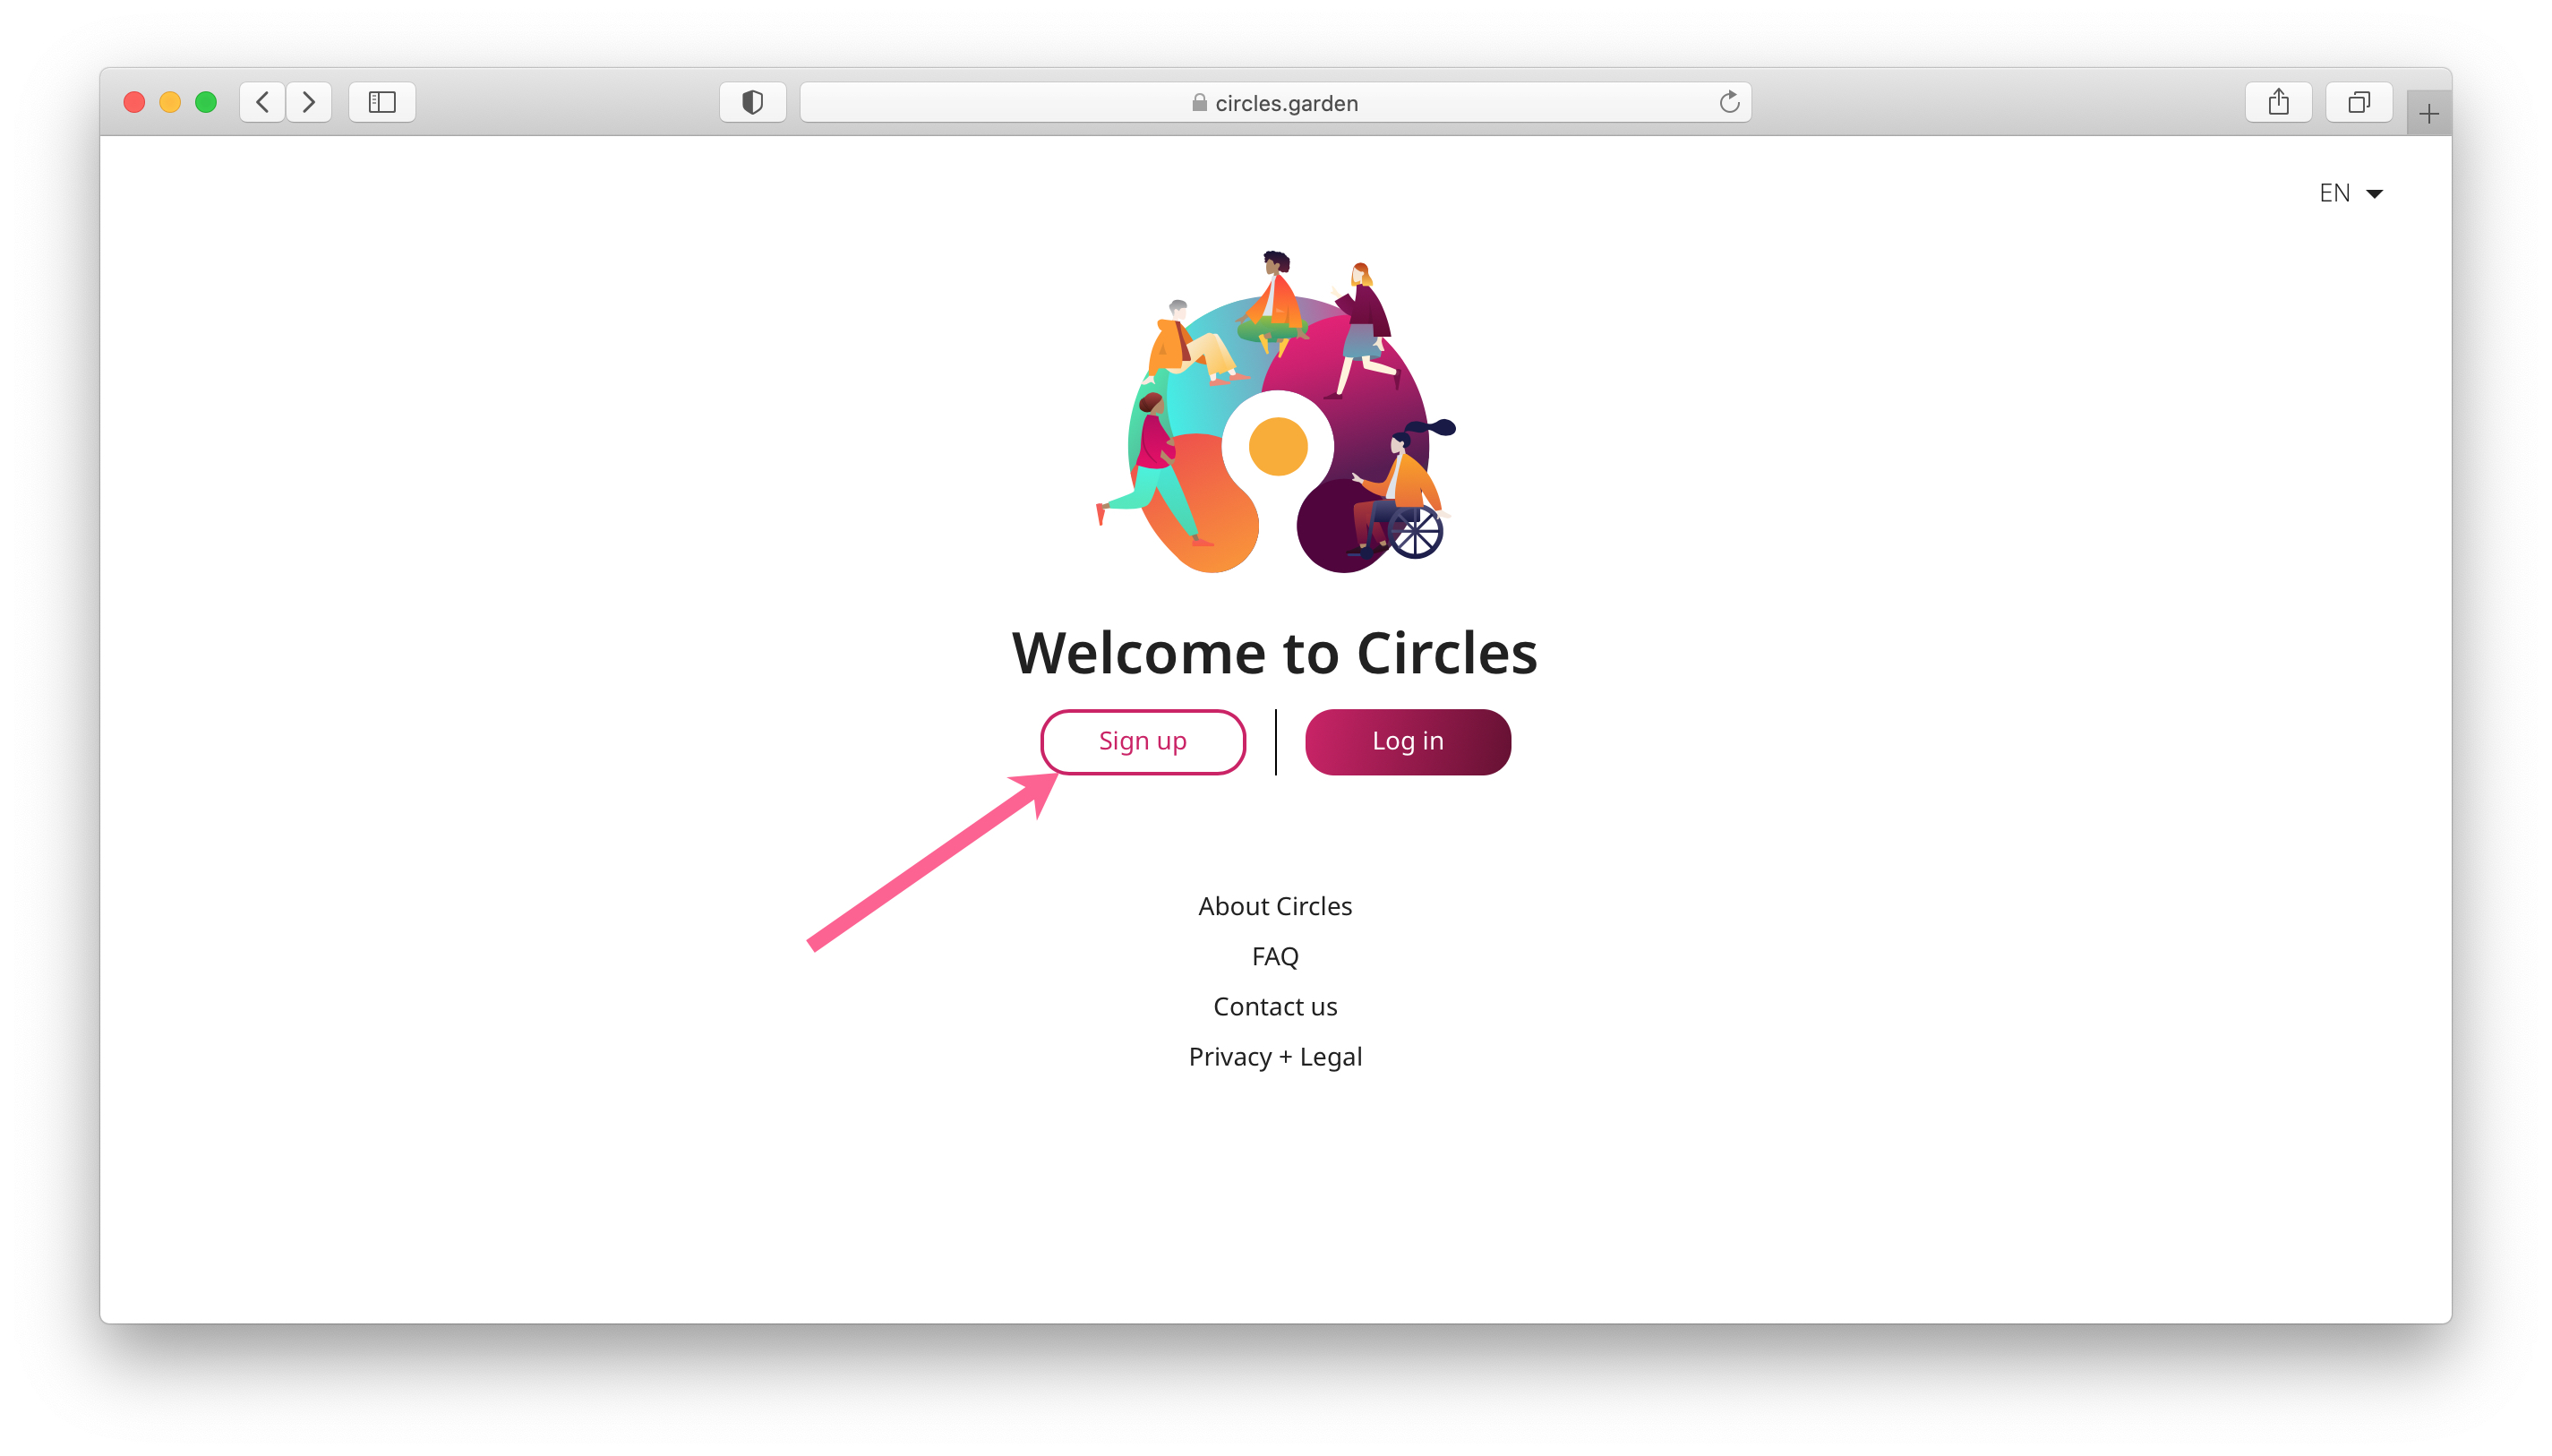 circles.garden
EN
Welcome to Circles
Sign up
Log in
About Circles
FAQ
Contact us
Privacy + Legal